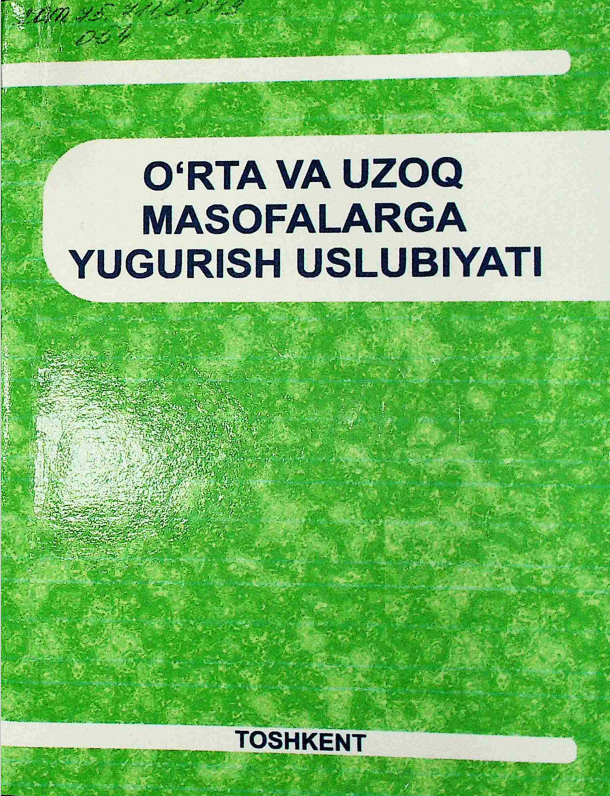 O‘RTA VA UZOQ
MASOFALARGA
YUGURISH USLUBIYATI
TOSHKENT